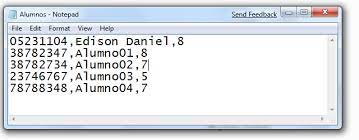 Alumnos - Notepad
Send Feedback
File Edit Format View Help
05231104,Edison Daniel,8
38782347,Alumno01,8
38782734,Alumno02,7
23746767,Alumno03,5
78788348,Alumno04,7